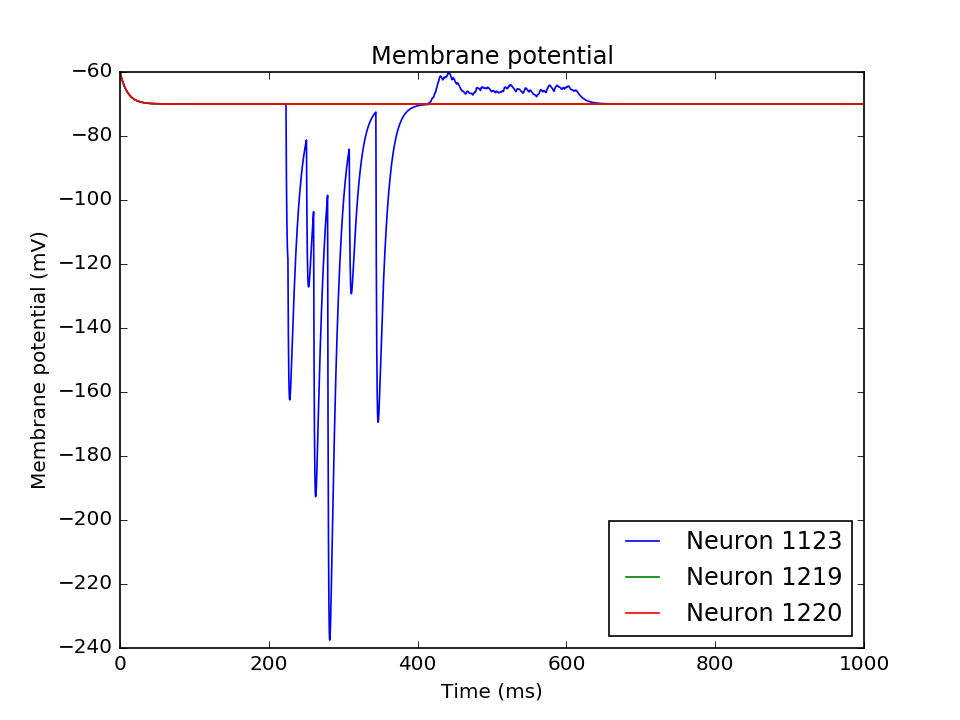 Membrane potential
−60
−80
−100
−120
−140
−160
−180
−200
−220
−240
Membrane potential (mV)
0
200
400
600
800
1000
Time (ms)
Neuron 1123
Neuron 1219
Neuron 1220